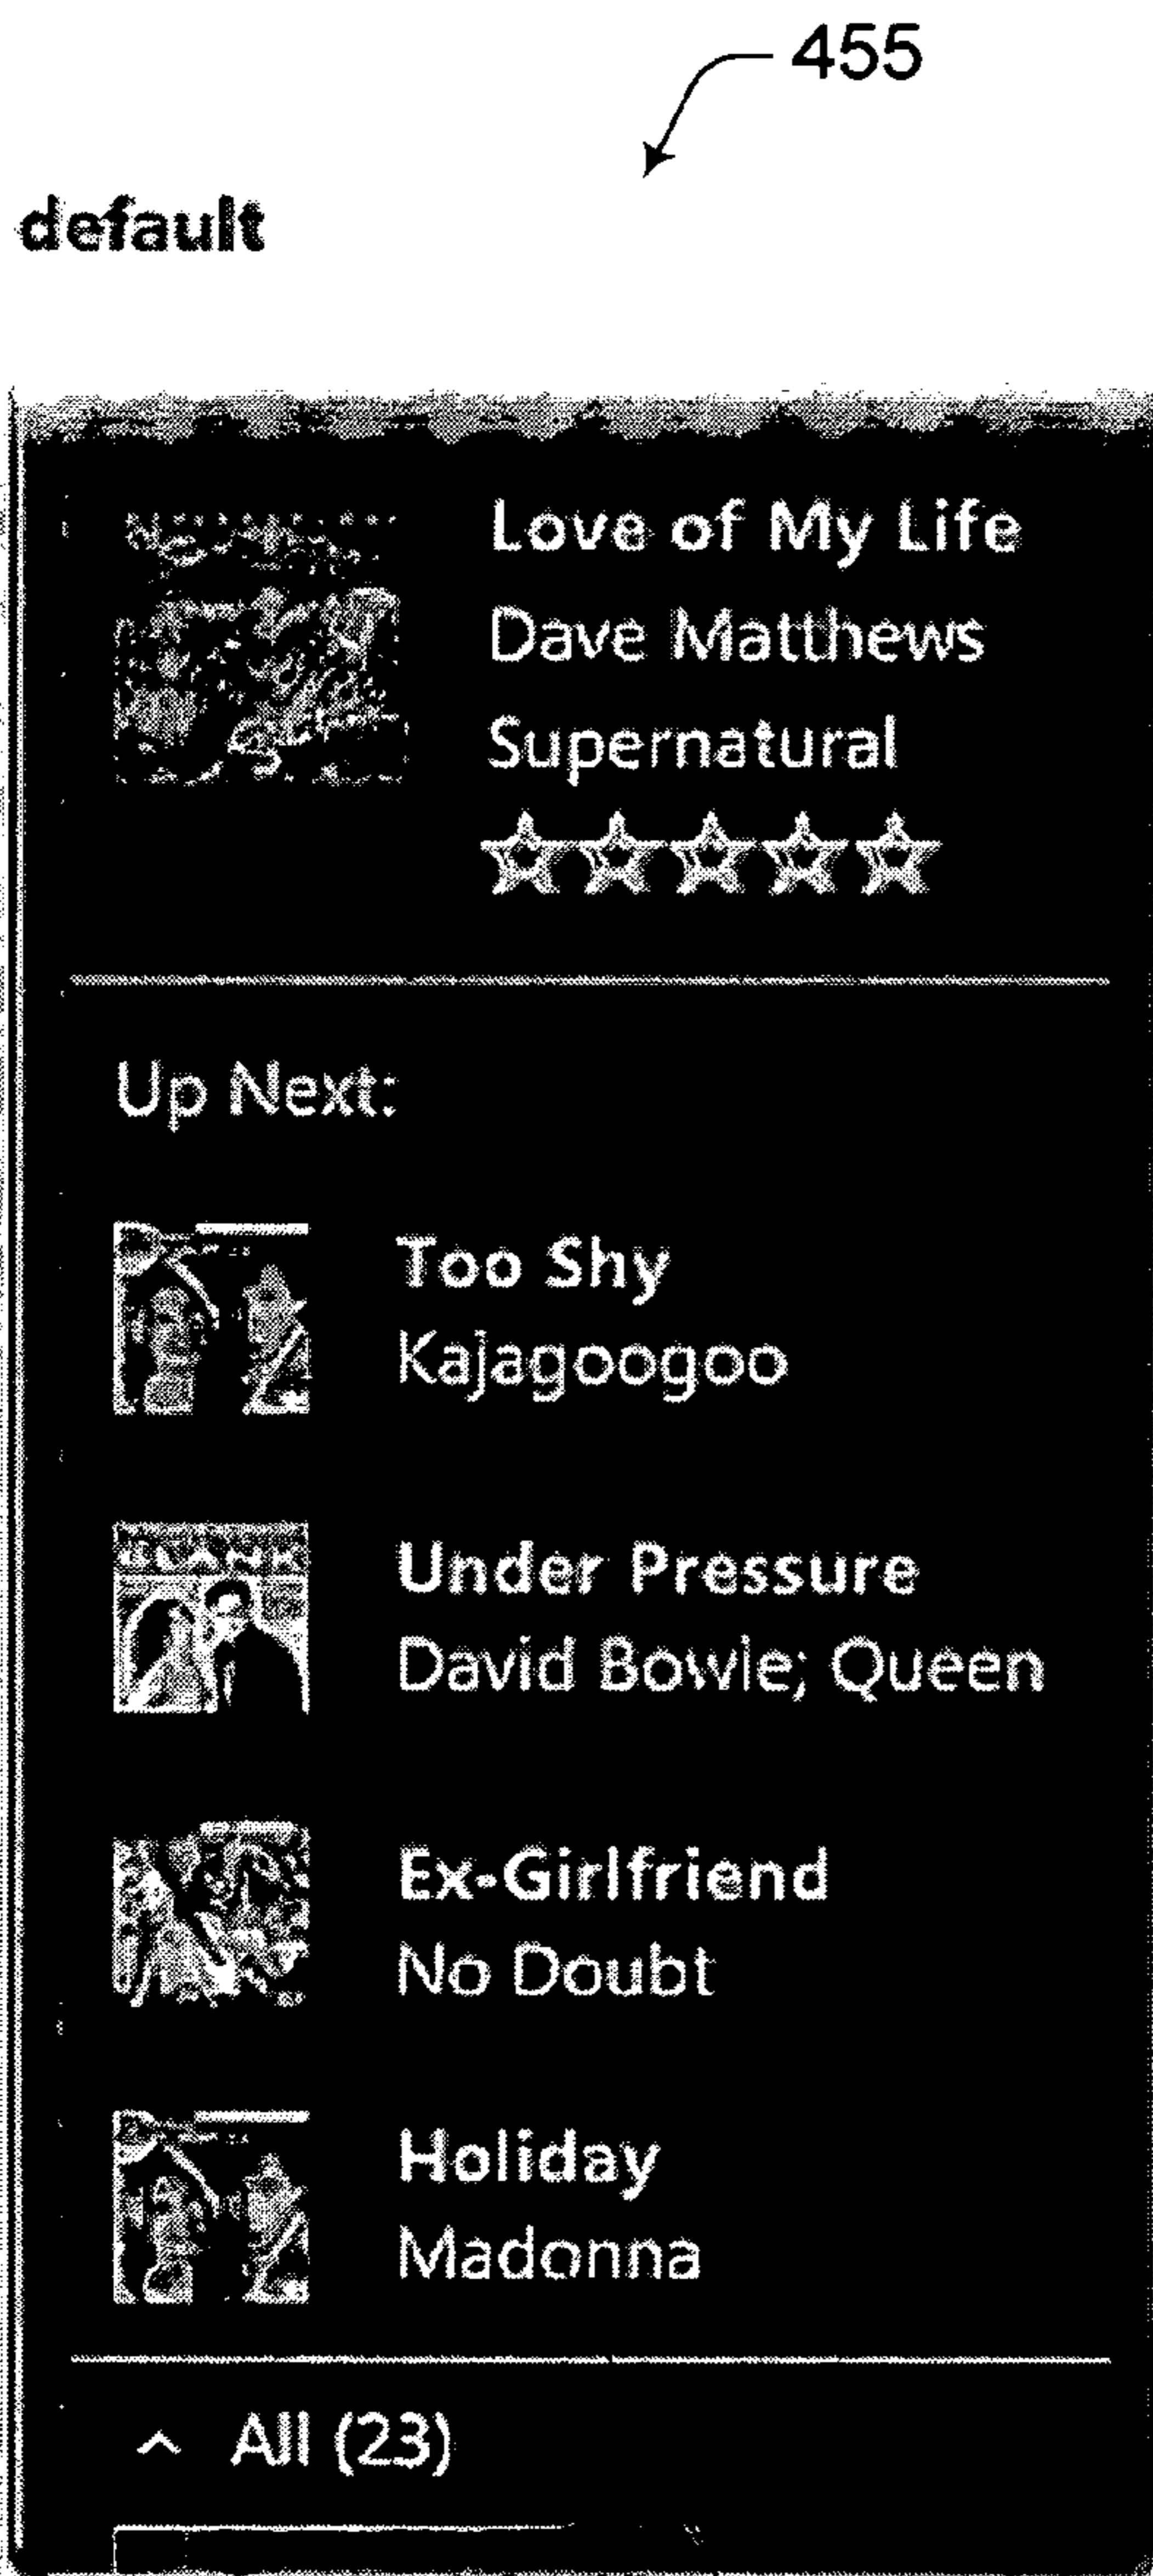 455
default
Love of My Life
Dave Matthews
Supernatural
Up Next:
Too Shy
Kajagoogoo
BLANK
Under Pressure
David Bowie; Queen
Ex-Girlfriend
No Doubt
Holiday
Madonna
All (23)